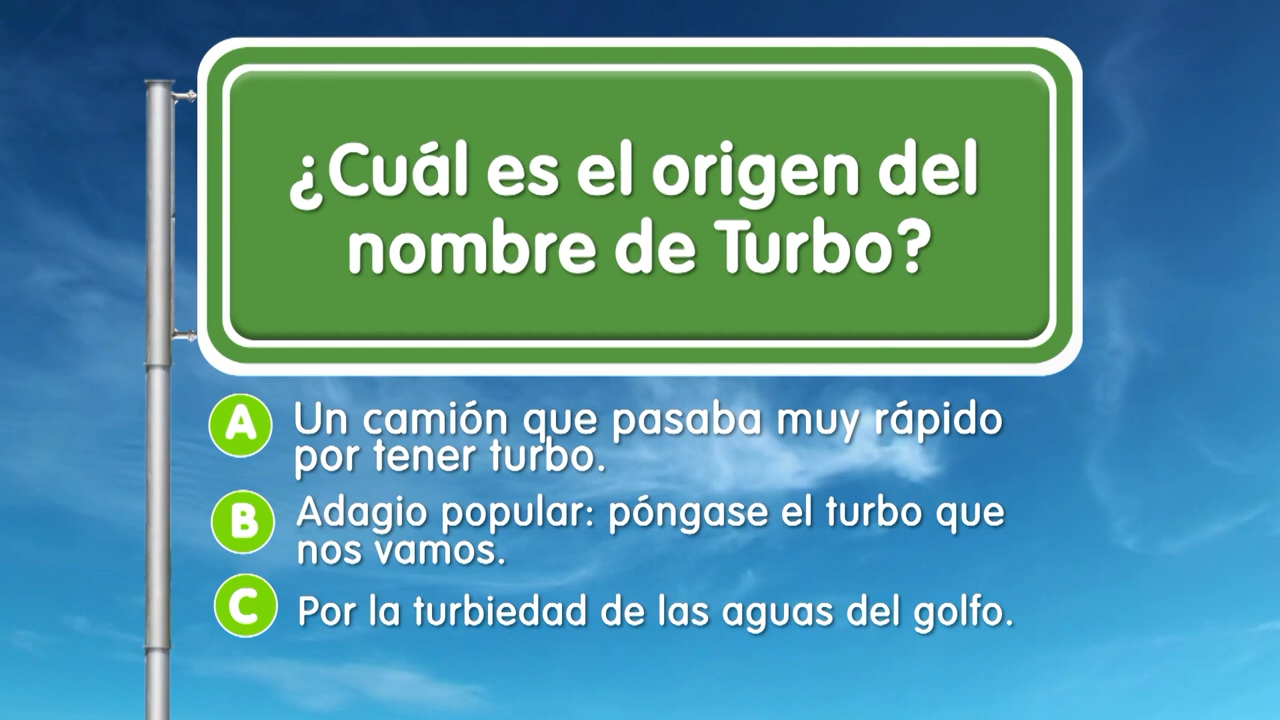 ¿Cuál es el origen del
nombre de Turbo?
A Un camión que pasaba muy rápido
por tener turbo.
B Adagio popular: póngase el turbo que
nos vamos.
C Por la turbiedad de las aguas del golfo.